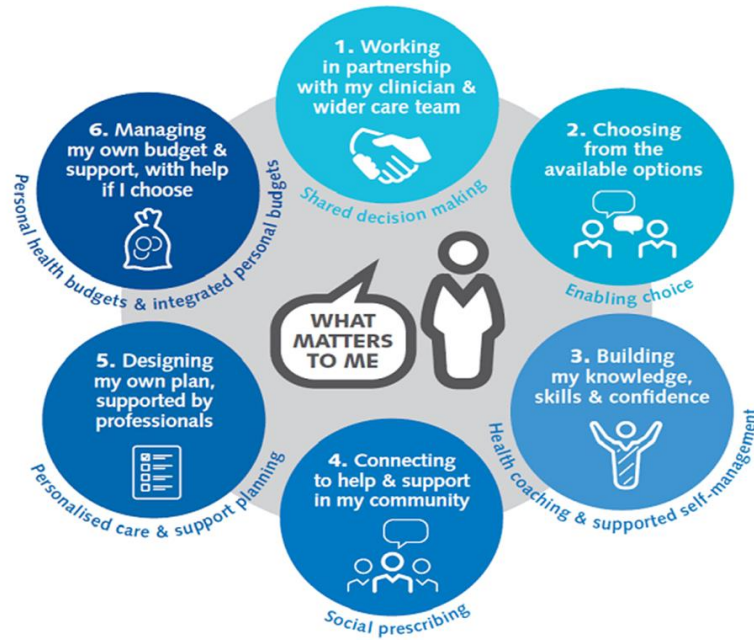 1. Working
in partnership
with my clinician &
wider care team
Shared decision making
2. Choosing
from the
available options
Enabling choice
3. Building
my knowledge,
skills & confidence
Health coaching & supported self-management
4. Connecting
to help & support
in my community
Social prescribing
5. Designing
my own plan,
supported by
professionals
Personalised care & support planning
6. Managing
my own budget &
support, with help
if I choose
Personal health budgets & integrated personal budgets
WHAT
MATTERS
TO ME